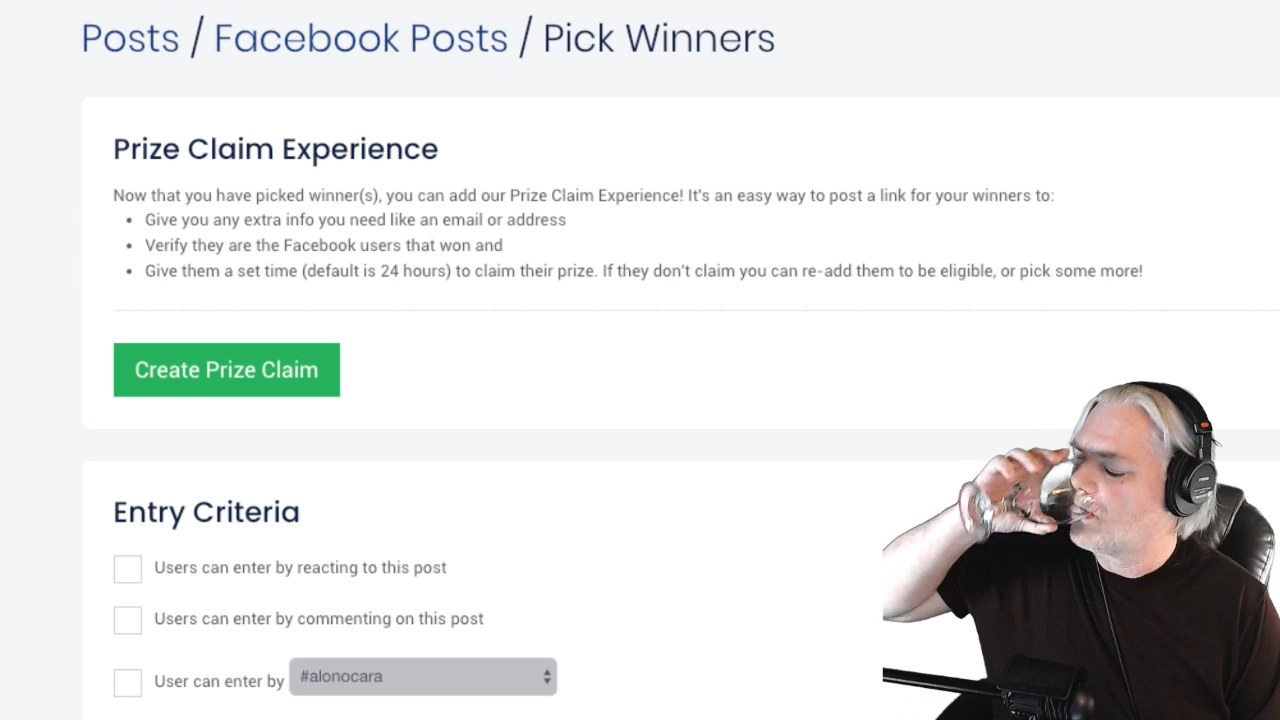 Posts / Facebook Posts / Pick Winners
Prize Claim Experience
Now that you have picked winner(s), you can add our Prize Claim Experience! It's an easy way to post a link for your winners to:
• Give you any extra info you need like an email or address
• Verify they are the Facebook users that won and
• Give them a set time (default is 24 hours) to claim their prize. If they don't claim you can re-add them to be eligible, or pick some more!
Create Prize Claim
Entry Criteria
Users can enter by reacting to this post
Users can enter by commenting on this post
User can enter by #alonocara